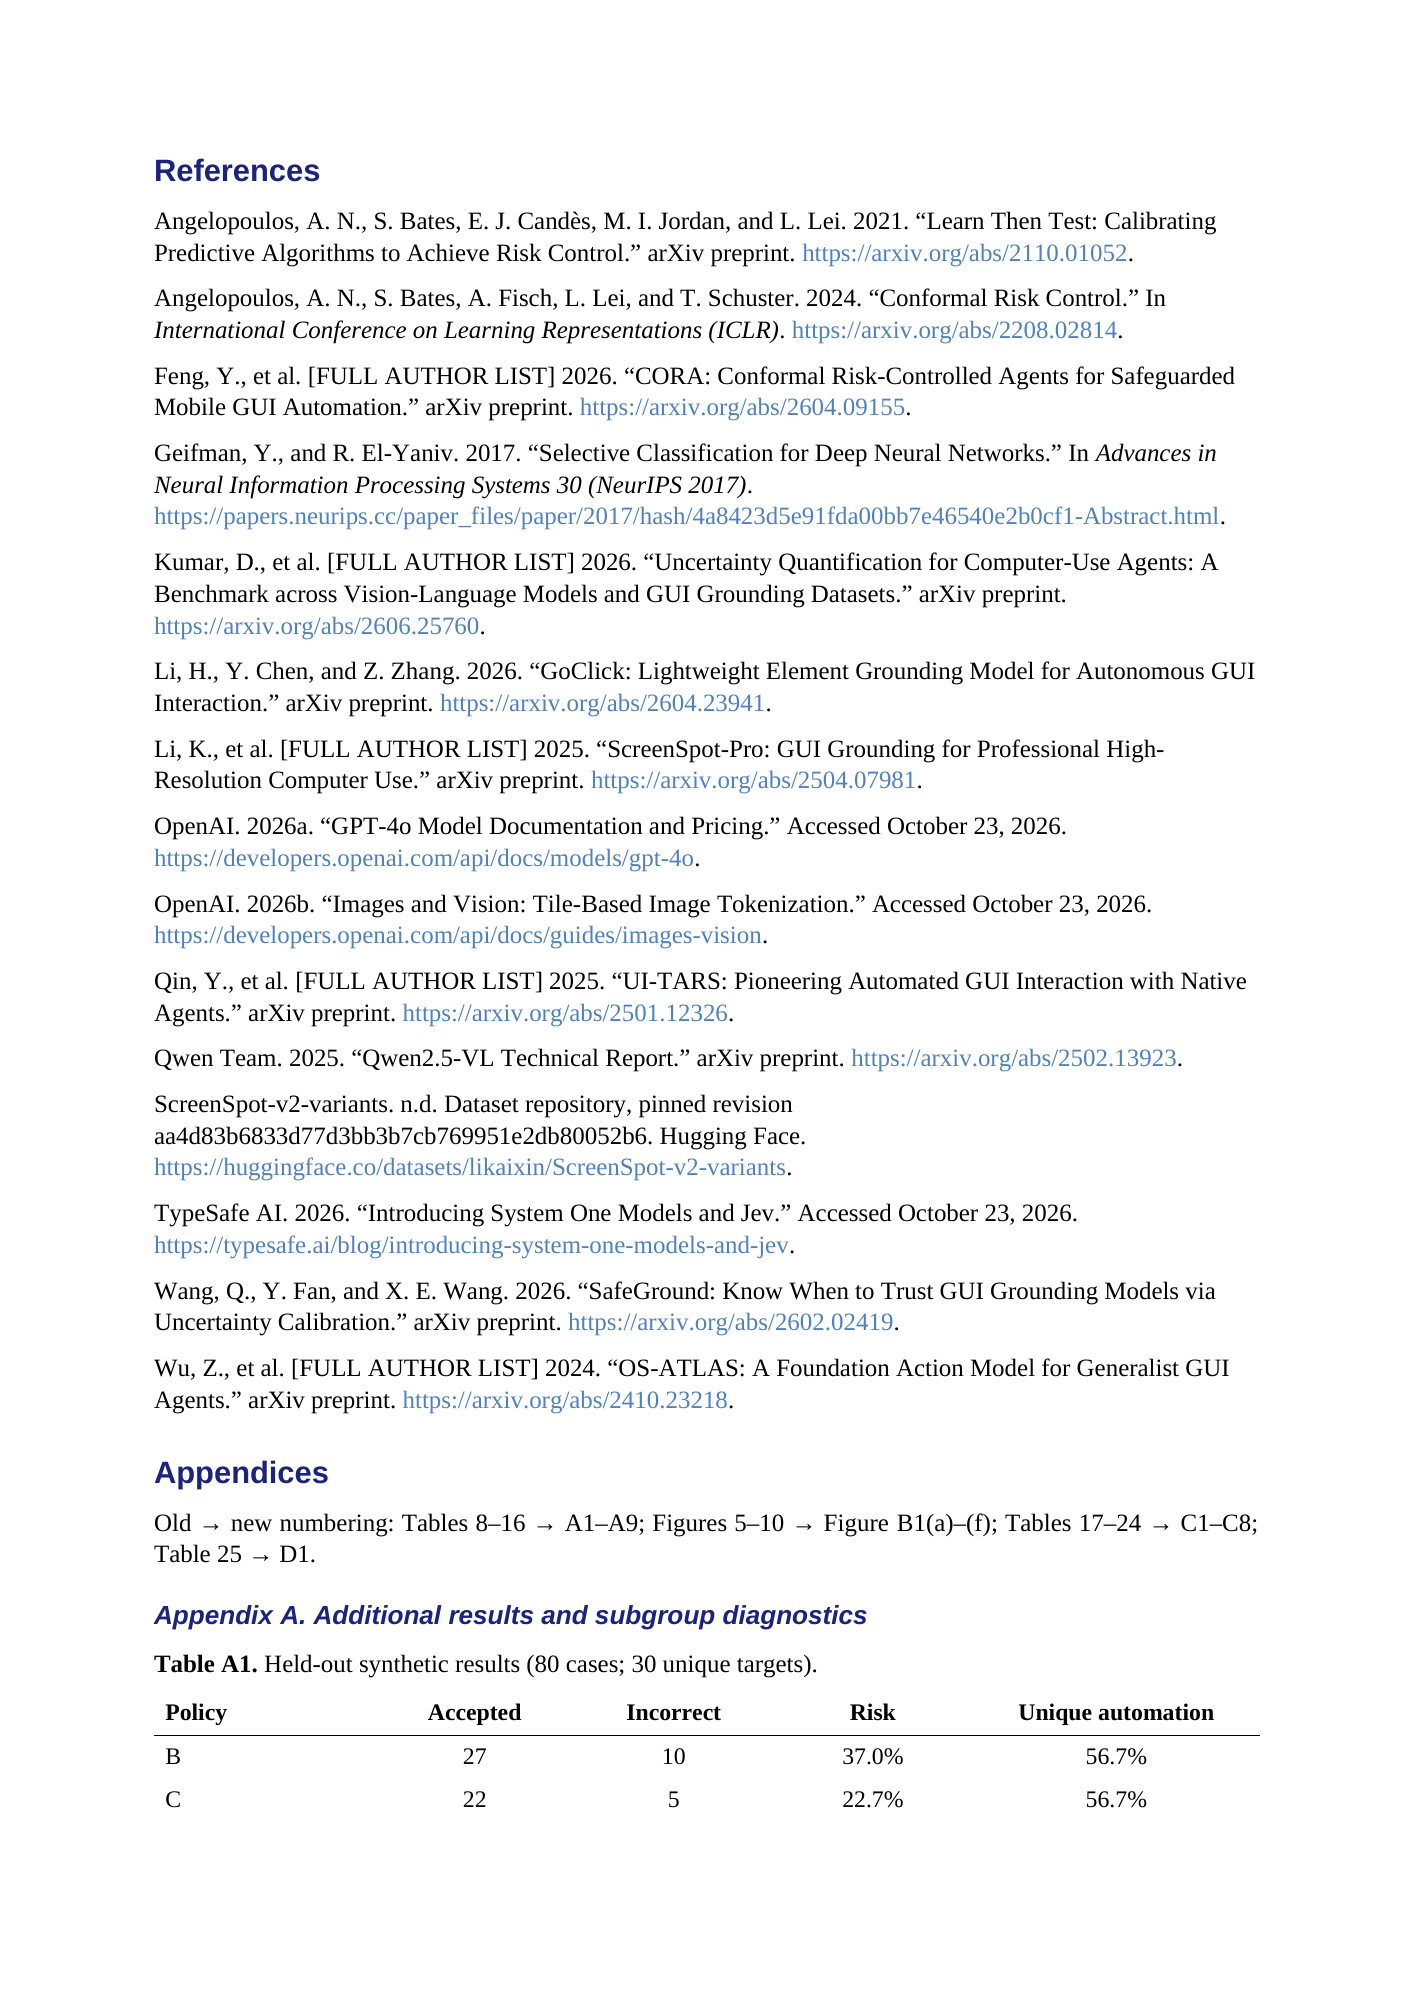 References
Angelopoulos, A. N., S. Bates, E. J. Candès, M. I. Jordan, and L. Lei. 2021. “Learn Then Test: Calibrating
Predictive Algorithms to Achieve Risk Control.” arXiv preprint. https://arxiv.org/abs/2110.01052.
Angelopoulos, A. N., S. Bates, A. Fisch, L. Lei, and T. Schuster. 2024. “Conformal Risk Control.” In
International Conference on Learning Representations (ICLR). https://arxiv.org/abs/2208.02814.
Feng, Y., et al. [FULL AUTHOR LIST] 2026. “CORA: Conformal Risk-Controlled Agents for Safeguarded
Mobile GUI Automation.” arXiv preprint. https://arxiv.org/abs/2604.09155.
Geifman, Y., and R. El-Yaniv. 2017. “Selective Classification for Deep Neural Networks.” In Advances in
Neural Information Processing Systems 30 (NeurIPS 2017).
https://papers.neurips.cc/paper_files/paper/2017/hash/4a8423d5e91fda00bb7e46540e2b0cf1-Abstract.html.
Kumar, D., et al. [FULL AUTHOR LIST] 2026. “Uncertainty Quantification for Computer-Use Agents: A
Benchmark across Vision-Language Models and GUI Grounding Datasets.” arXiv preprint.
https://arxiv.org/abs/2606.25760.
Li, H., Y. Chen, and Z. Zhang. 2026. “GoClick: Lightweight Element Grounding Model for Autonomous GUI
Interaction.” arXiv preprint. https://arxiv.org/abs/2604.23941.
Li, K., et al. [FULL AUTHOR LIST] 2025. “ScreenSpot-Pro: GUI Grounding for Professional High-
Resolution Computer Use.” arXiv preprint. https://arxiv.org/abs/2504.07981.
OpenAI. 2026a. “GPT-4o Model Documentation and Pricing.” Accessed October 23, 2026.
https://developers.openai.com/api/docs/models/gpt-4o.
OpenAI. 2026b. “Images and Vision: Tile-Based Image Tokenization.” Accessed October 23, 2026.
https://developers.openai.com/api/docs/guides/images-vision.
Qin, Y., et al. [FULL AUTHOR LIST] 2025. “UI-TARS: Pioneering Automated GUI Interaction with Native
Agents.” arXiv preprint. https://arxiv.org/abs/2501.12326.
Qwen Team. 2025. “Qwen2.5-VL Technical Report.” arXiv preprint. https://arxiv.org/abs/2502.13923.
ScreenSpot-v2-variants. n.d. Dataset repository, pinned revision
aa4d83b6833d77d3bb3b7cb769951e2db80052b6. Hugging Face.
https://huggingface.co/datasets/likaixin/ScreenSpot-v2-variants.
TypeSafe AI. 2026. “Introducing System One Models and Jev.” Accessed October 23, 2026.
https://typesafe.ai/blog/introducing-system-one-models-and-jev.
Wang, Q., Y. Fan, and X. E. Wang. 2026. “SafeGround: Know When to Trust GUI Grounding Models via
Uncertainty Calibration.” arXiv preprint. https://arxiv.org/abs/2602.02419.
Wu, Z., et al. [FULL AUTHOR LIST] 2024. “OS-ATLAS: A Foundation Action Model for Generalist GUI
Agents.” arXiv preprint. https://arxiv.org/abs/2410.23218.
Appendices
Old → new numbering: Tables 8–16 → A1–A9; Figures 5–10 → Figure B1(a)–(f); Tables 17–24 → C1–C8;
Table 25 → D1.
Appendix A. Additional results and subgroup diagnostics
Table A1. Held-out synthetic results (80 cases; 30 unique targets).
Policy Accepted Incorrect Risk Unique automation
B 27 10 37.0% 56.7%
C 22 5 22.7% 56.7%